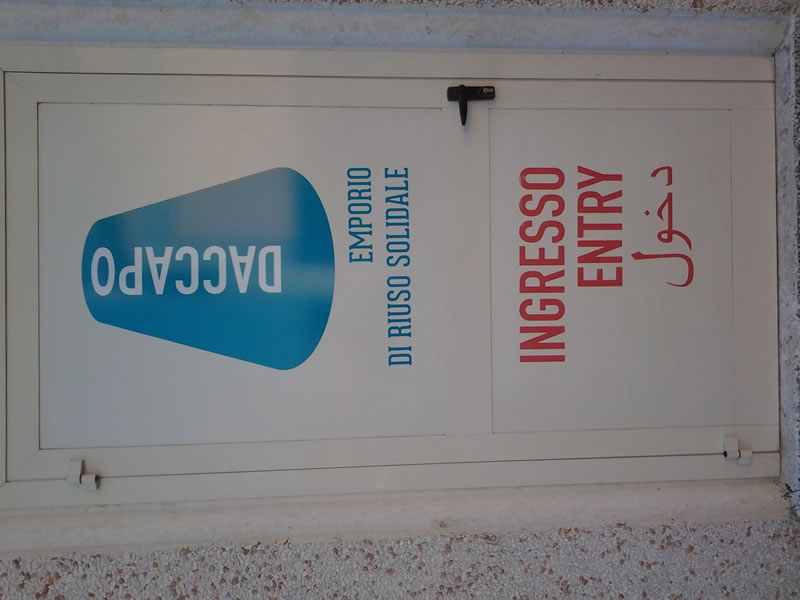 DACCAPO
EMPORIO
DI RIUSO SOLIDALE
INGRESSO
ENTRY
دخول